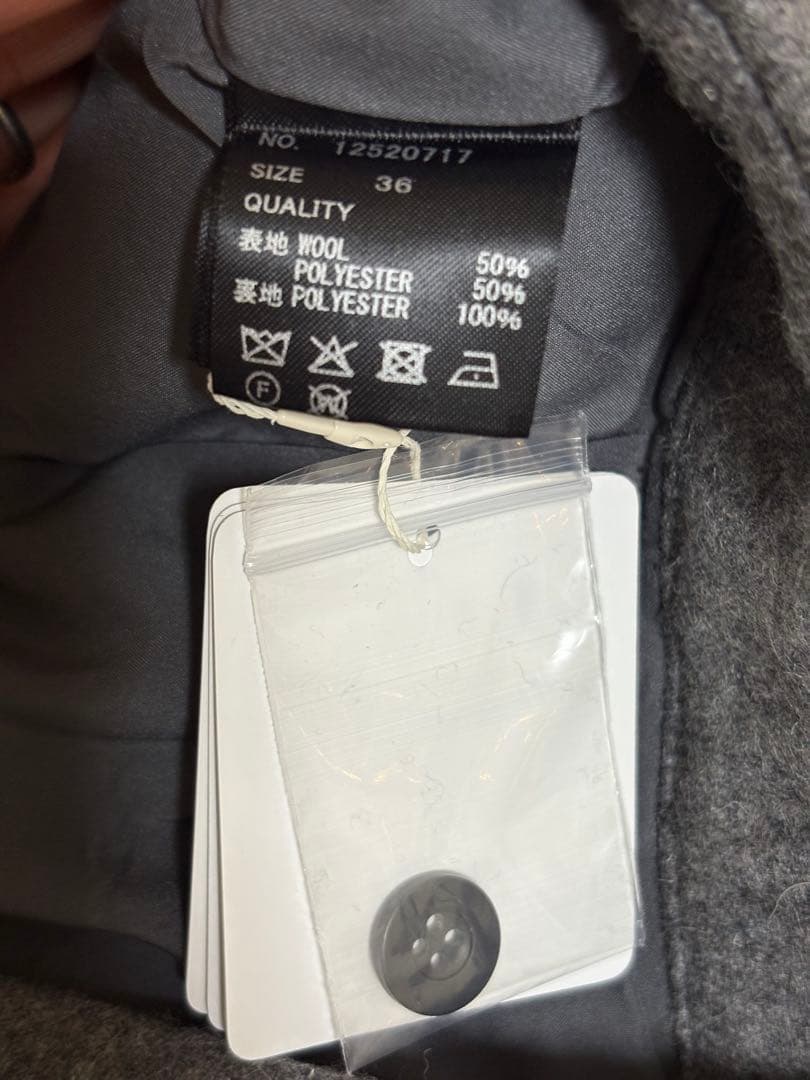 NO. 12520717
SIZE 36
QUALITY
表地 WOOL 50%
POLYESTER 50%
裏地 POLYESTER 100%
F
W